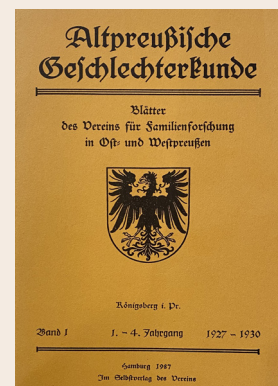 Altpreußische
Geschlechterkunde
Blätter
des Vereins für Familienforschung
in Ost- und Westpreußen
Königsberg i. Pr.
Band 1 1. – 4. Jahrgang 1927 – 1930
Hamburg 1987
Im Selbstverlag des Vereins